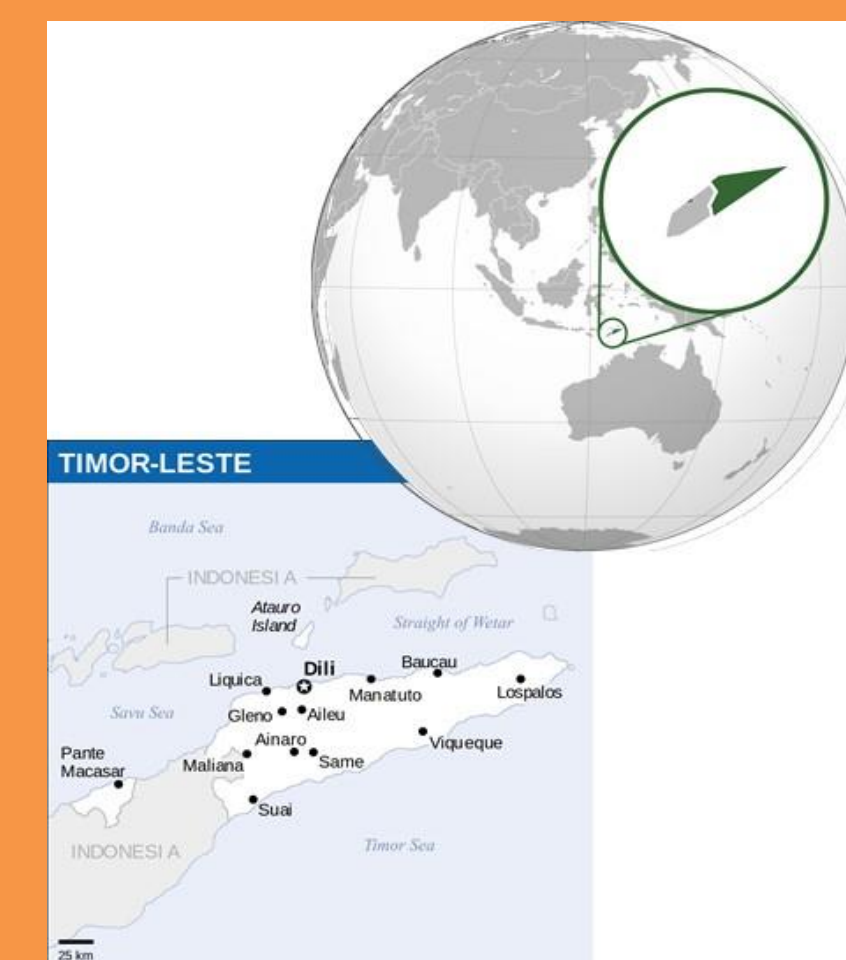 TIMOR-LESTE
Banda Sea
INDONESI A
Atauro
Island
Straight of Wetar
Dili
Baucau
Liquica
Manatuto
Lospalos
Savu Sea
Gleno
Aileu
Ainaro
Viqueque
Pante
Macasar
Maliana
Same
Suai
Timor Sea
INDONESI A
25 km